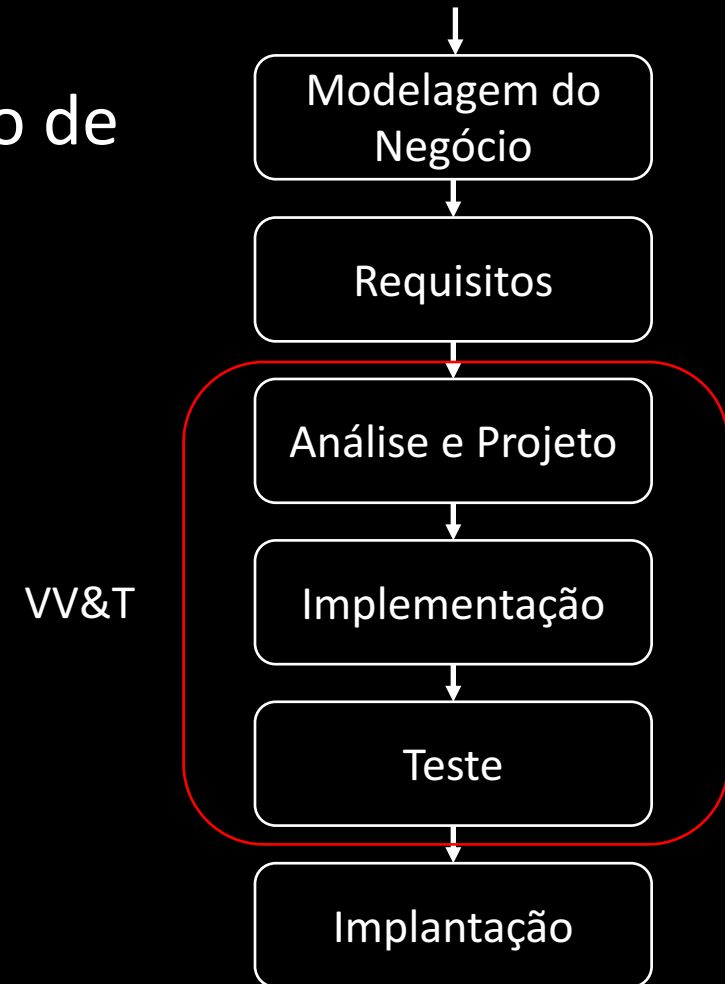 o de
Modelagem do
Negócio
Requisitos
Análise e Projeto
VV&T
Implementação
Teste
Implantação